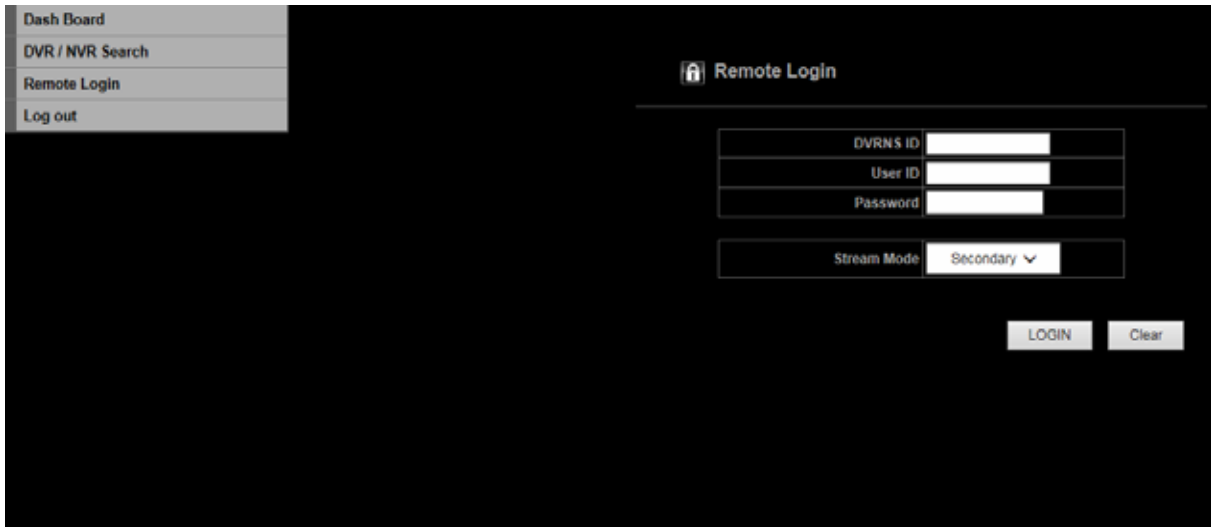 Dash Board
DVR / NVR Search
Remote Login
Log out
Remote Login
DVRNS ID
User ID
Password
Stream Mode Secondary
LOGIN Clear